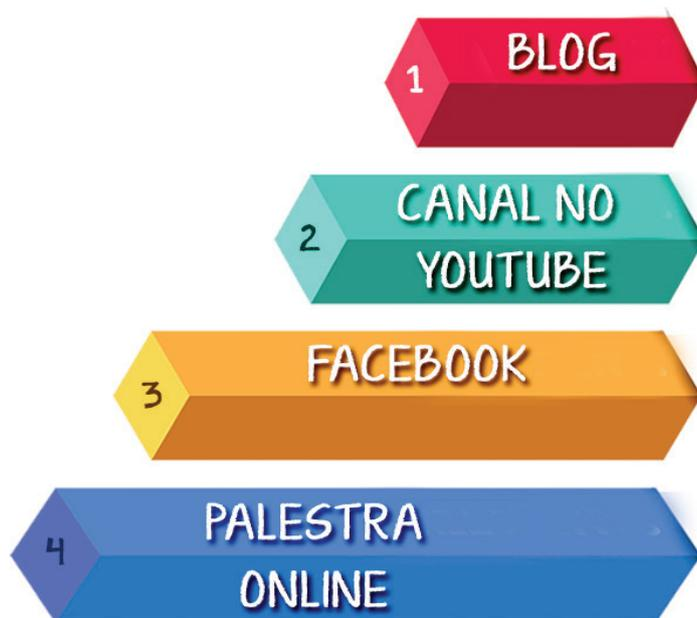 1 BLOG
2 CANAL NO
YOUTUBE
3 FACEBOOK
4 PALESTRA
ONLINE